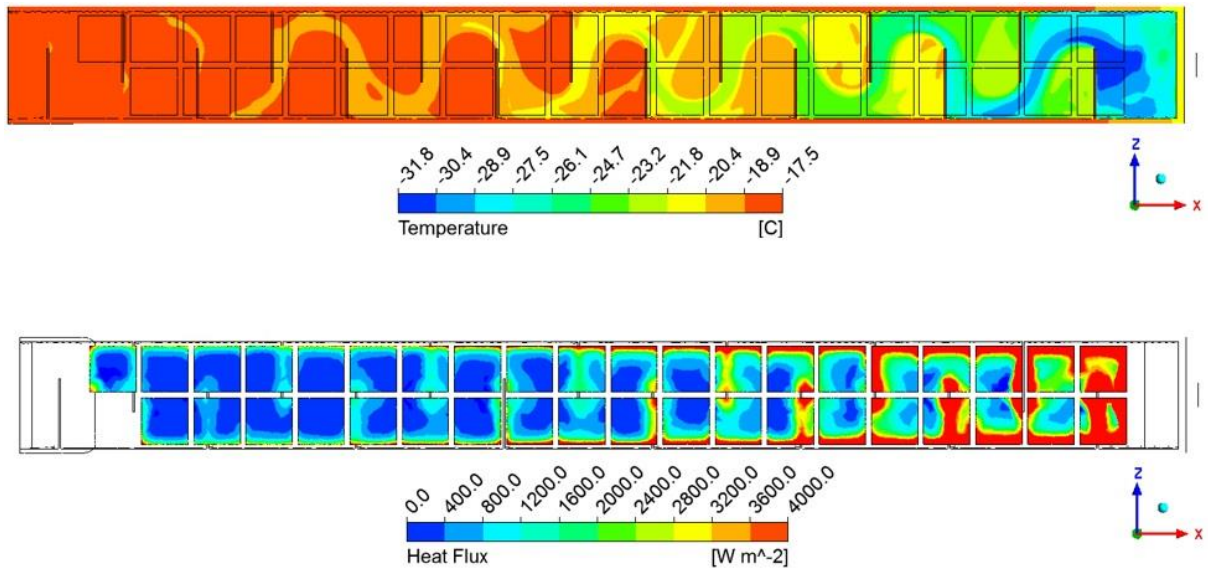 Z
X
-31.8 -30.4 -28.9 -27.5 -26.1 -24.7 -23.2 -21.8 -20.4 -18.9 -17.5
Temperature [C]
Z
X
0.0 400.0 800.0 1200.0 1600.0 2000.0 2400.0 2800.0 3200.0 3600.0 4000.0
Heat Flux [W m^-2]